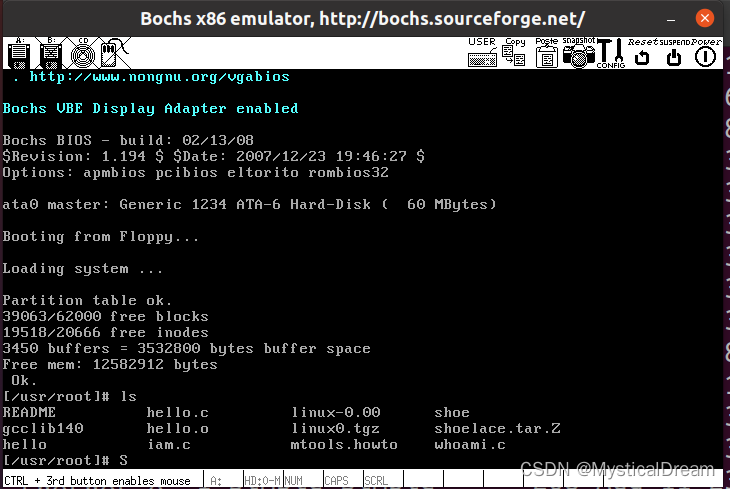 Bochs x86 emulator, http://bochs.sourceforge.net/
A: B: CD USER Copy Paste snapshot CONFIG Reset SUSPEND Power
. http://www.nongnu.org/vgabios
Bochs VBE Display Adapter enabled
Bochs BIOS - build: 02/13/08
$Revision: 1.194 $ $Date: 2007/12/23 19:46:27 $
Options: apmbios pcibios eltorito rombios32
ata0 master: Generic 1234 ATA-6 Hard-Disk (  60 MBytes)
Booting from Floppy...
Loading system ...
Partition table ok.
39063/62000 free blocks
19518/20666 free inodes
3450 buffers = 3532800 bytes buffer space
Free mem: 12582912 bytes
Ok.
[/usr/root]# ls
README hello.c linux-0.00 shoe
gcclib140 hello.o linux0.tgz shoelace.tar.Z
hello iam.c mtools.howto whoami.c
[/usr/root]# S
CTRL + 3rd button enables mouse A: HD:0-M NUM CAPS SCRL
CSDN @MysticalDream